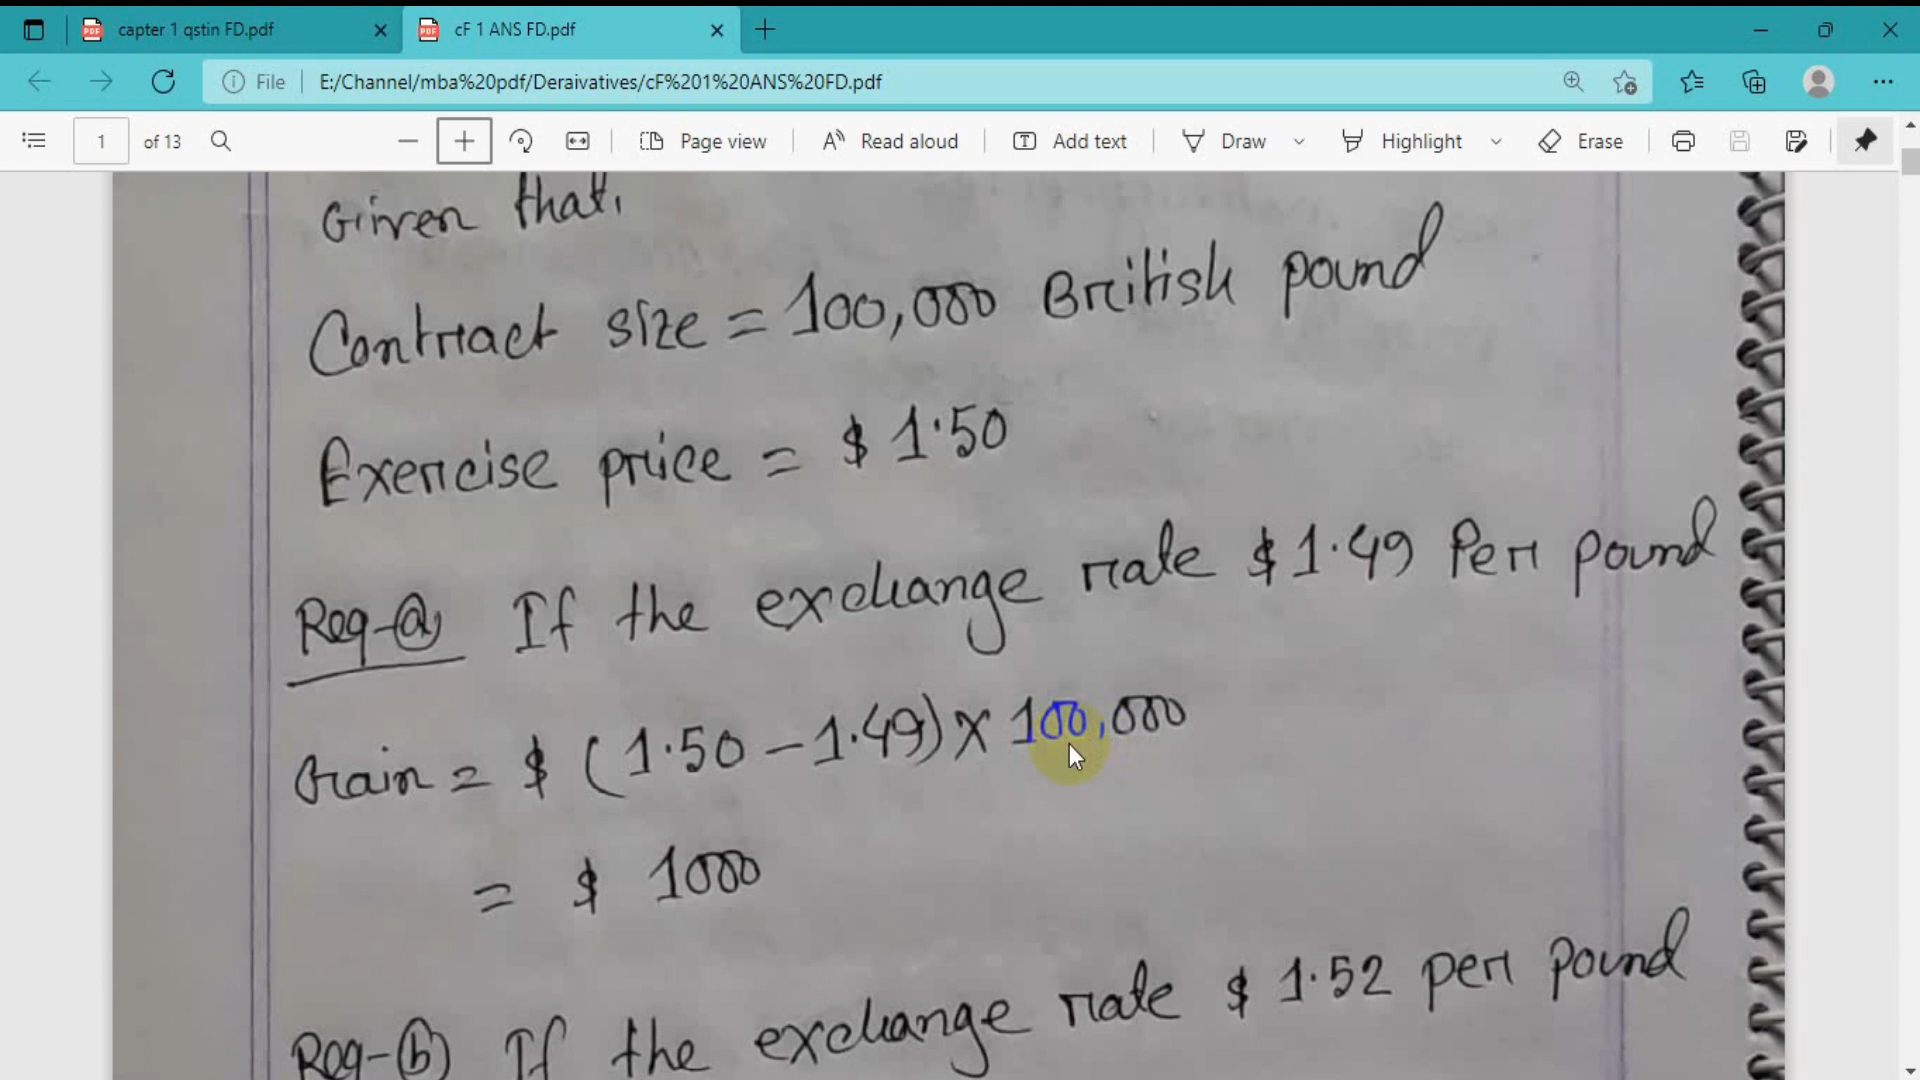 capter 1 qstin FD.pdf
cF 1 ANS FD.pdf
File
E:/Channel/mba%20pdf/Deraivatives/cF%201%20ANS%20FD.pdf
1 of 13
Page view
Read aloud
Add text
Draw
Highlight
Erase
Given that,
Contract size = 100,000 British pound
Exercise price = $ 1.50
Req-(a) If the exchange rate $ 1.49 Per pound
Gain = $ (1.50 - 1.49) x 100,000
= $ 1000
Req-(b) If the exchange rate $ 1.52 per pound